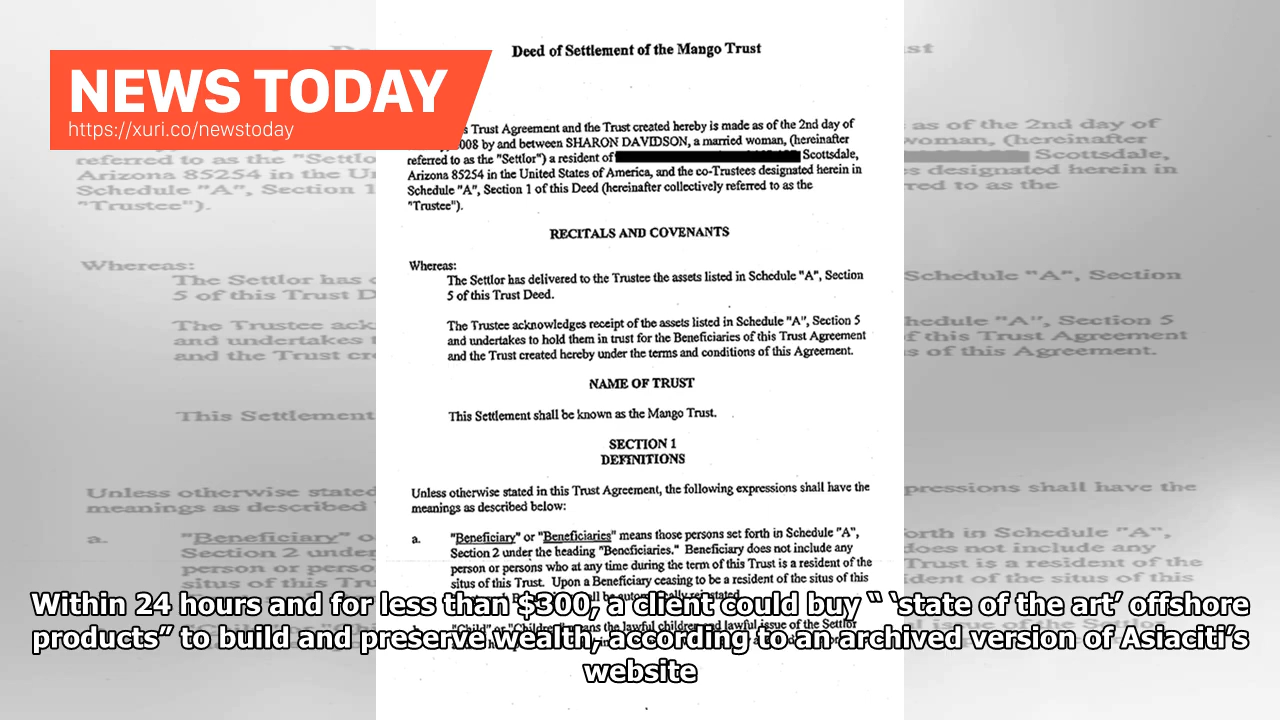 Deed of Settlement of the Mango Trust
NEWS TODAY
https://xuri.co/newstoday
Trust Agreement and the Trust created hereby is made as of the 2nd day of
by and between SHARON DAVIDSON, a married woman, (hereinafter
referred to as the "Settlor") a resident of Scottsdale,
Arizona 85254 in the United States of America, and the co-Trustees designated herein in
Schedule "A", Section 1 of this Deed (hereinafter collectively referred to as the
"Trustee").
RECITALS AND COVENANTS
Whereas:
The Settlor has delivered to the Trustee the assets listed in Schedule "A", Section
5 of this Trust Deed.
The Trustee acknowledges receipt of the assets listed in Schedule "A", Section 5
and undertakes to hold them in trust for the Beneficiaries of this Trust Agreement
and the Trust created hereby under the terms and conditions of this Agreement.
NAME OF TRUST
This Settlement shall be known as the Mango Trust.
SECTION 1
DEFINITIONS
Unless otherwise stated in this Trust Agreement, the following expressions shall have the
meanings as described below:
a. "Beneficiary" or "Beneficiaries" means those persons set forth in Schedule "A",
Section 2 under the heading "Beneficiaries." Beneficiary does not include any
person or persons who at any time during the term of this Trust is a resident of the
situs of this Trust. Upon a Beneficiary ceasing to be a resident of the situs of this
Within 24 hours and for less than $300, a client could buy “ ‘state of the art’ offshore
products” to build and preserve wealth, according to an archived version of Asiaciti’s
website